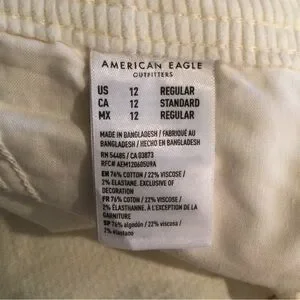 AMERICAN EAGLE
OUTFITTERS
US 12 REGULAR
CA 12 STANDARD
MX 12 REGULAR
MADE IN BANGLADESH / FABRIQUÉ AU
BANGLADESH / HECHO EN BANGLADESH
RN 54485 / CA 03873
RFC# AEM120605U9A
EN 76% COTTON / 22% VISCOSE /
2% ELASTANE. EXCLUSIVE OF
DECORATION
FR 76% COTON / 22% VISCOSE /
2% ÉLASTHANNE. À L'EXCEPTION DE LA
GARNITURE
SP 76% algodón / 22% viscosa /
2% elastano